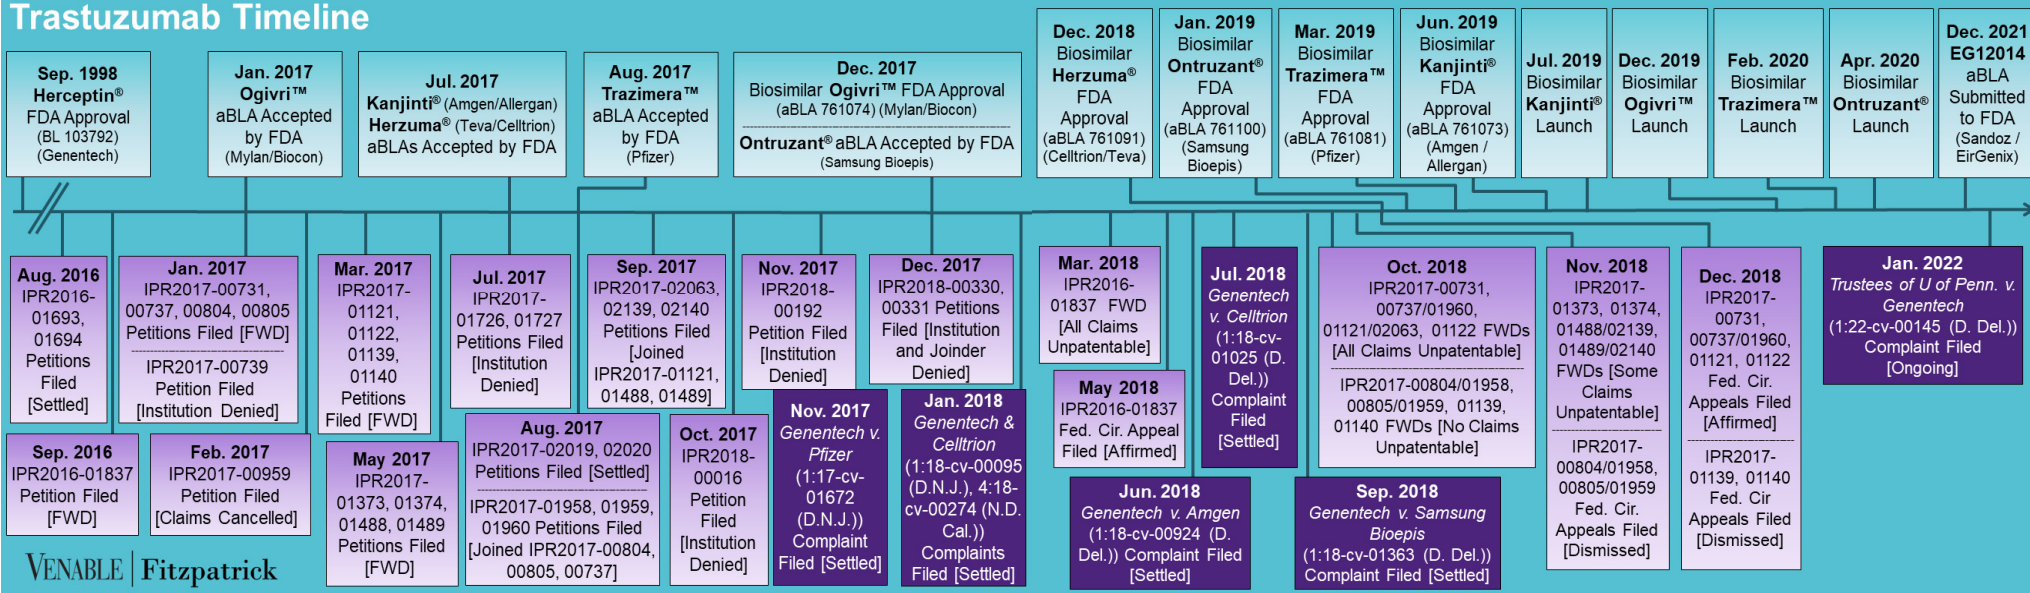 Trastuzumab Timeline
Sep. 1998
Herceptin®
FDA Approval
(BL 103792)
(Genentech)
Jan. 2017
Ogivri™
aBLA Accepted
by FDA
(Mylan/Biocon)
Jul. 2017
Kanjinti® (Amgen/Allergan)
Herzuma® (Teva/Celltrion)
aBLAs Accepted by FDA
Aug. 2017
Trazimera™
aBLA Accepted
by FDA
(Pfizer)
Dec. 2017
Biosimilar Ogivri™ FDA Approval
(aBLA 761074) (Mylan/Biocon)
Ontruzant® aBLA Accepted by FDA
(Samsung Bioepis)
Dec. 2018
Biosimilar
Herzuma®
FDA
Approval
(aBLA 761091)
(Celltrion/Teva)
Jan. 2019
Biosimilar
Ontruzant®
FDA
Approval
(aBLA 761100)
(Samsung
Bioepis)
Mar. 2019
Biosimilar
Trazimera™
FDA
Approval
(aBLA 761081)
(Pfizer)
Jun. 2019
Biosimilar
Kanjinti®
FDA
Approval
(aBLA 761073)
(Amgen /
Allergan)
Jul. 2019
Biosimilar
Kanjinti®
Launch
Dec. 2019
Biosimilar
Ogivri™
Launch
Feb. 2020
Biosimilar
Trazimera™
Launch
Apr. 2020
Biosimilar
Ontruzant®
Launch
Dec. 2021
EG12014
aBLA
Submitted
to FDA
(Sandoz /
EirGenix)
Aug. 2016
IPR2016-
01693,
01694
Petitions
Filed
[Settled]
Sep. 2016
IPR2016-01837
Petition Filed
[FWD]
Jan. 2017
IPR2017-00731,
00737, 00804, 00805
Petitions Filed [FWD]
IPR2017-00739
Petition Filed
[Institution Denied]
Feb. 2017
IPR2017-00959
Petition Filed
[Claims Cancelled]
Mar. 2017
IPR2017-
01121,
01122,
01139,
01140
Petitions
Filed [FWD]
May 2017
IPR2017-
01373, 01374,
01488, 01489
Petitions Filed
[FWD]
Jul. 2017
IPR2017-
01726, 01727
Petitions Filed
[Institution
Denied]
Aug. 2017
IPR2017-02019, 02020
Petitions Filed [Settled]
IPR2017-01958, 01959,
01960 Petitions Filed
[Joined IPR2017-00804,
00805, 00737]
Sep. 2017
IPR2017-02063,
02139, 02140
Petitions Filed
[Joined
IPR2017-01121,
01488, 01489]
Oct. 2017
IPR2018-
00016
Petition
Filed
[Institution
Denied]
Nov. 2017
IPR2018-
00192
Petition Filed
[Institution
Denied]
Nov. 2017
Genentech v.
Pfizer
(1:17-cv-
01672
(D.N.J.))
Complaint
Filed [Settled]
Dec. 2017
IPR2018-00330,
00331 Petitions
Filed [Institution
and Joinder
Denied]
Jan. 2018
Genentech &
Celltrion
(1:18-cv-00095
(D.N.J.), 4:18-
cv-00274 (N.D.
Cal.))
Complaints
Filed [Settled]
Mar. 2018
IPR2016-
01837 FWD
[All Claims
Unpatentable]
May 2018
IPR2016-01837
Fed. Cir. Appeal
Filed [Affirmed]
Jun. 2018
Genentech v. Amgen
(1:18-cv-00924 (D.
Del.)) Complaint Filed
[Settled]
Jul. 2018
Genentech
v. Celltrion
(1:18-cv-
01025 (D.
Del.))
Complaint
Filed
[Settled]
Sep. 2018
Genentech v. Samsung
Bioepis
(1:18-cv-01363 (D. Del.))
Complaint Filed [Settled]
Oct. 2018
IPR2017-00731,
00737/01960,
01121/02063, 01122 FWDs
[All Claims Unpatentable]
IPR2017-00804/01958,
00805/01959, 01139,
01140 FWDs [No Claims
Unpatentable]
Nov. 2018
IPR2017-
01373, 01374,
01488/02139,
01489/02140
FWDs [Some
Claims
Unpatentable]
IPR2017-
00804/01958,
00805/01959
Fed. Cir.
Appeals Filed
[Dismissed]
Dec. 2018
IPR2017-
00731,
00737/01960,
01121, 01122
Fed. Cir.
Appeals Filed
[Affirmed]
IPR2017-
01139, 01140
Fed. Cir
Appeals Filed
[Dismissed]
Jan. 2022
Trustees of U of Penn. v.
Genentech
(1:22-cv-00145 (D. Del.))
Complaint Filed
[Ongoing]
VENABLE | Fitzpatrick